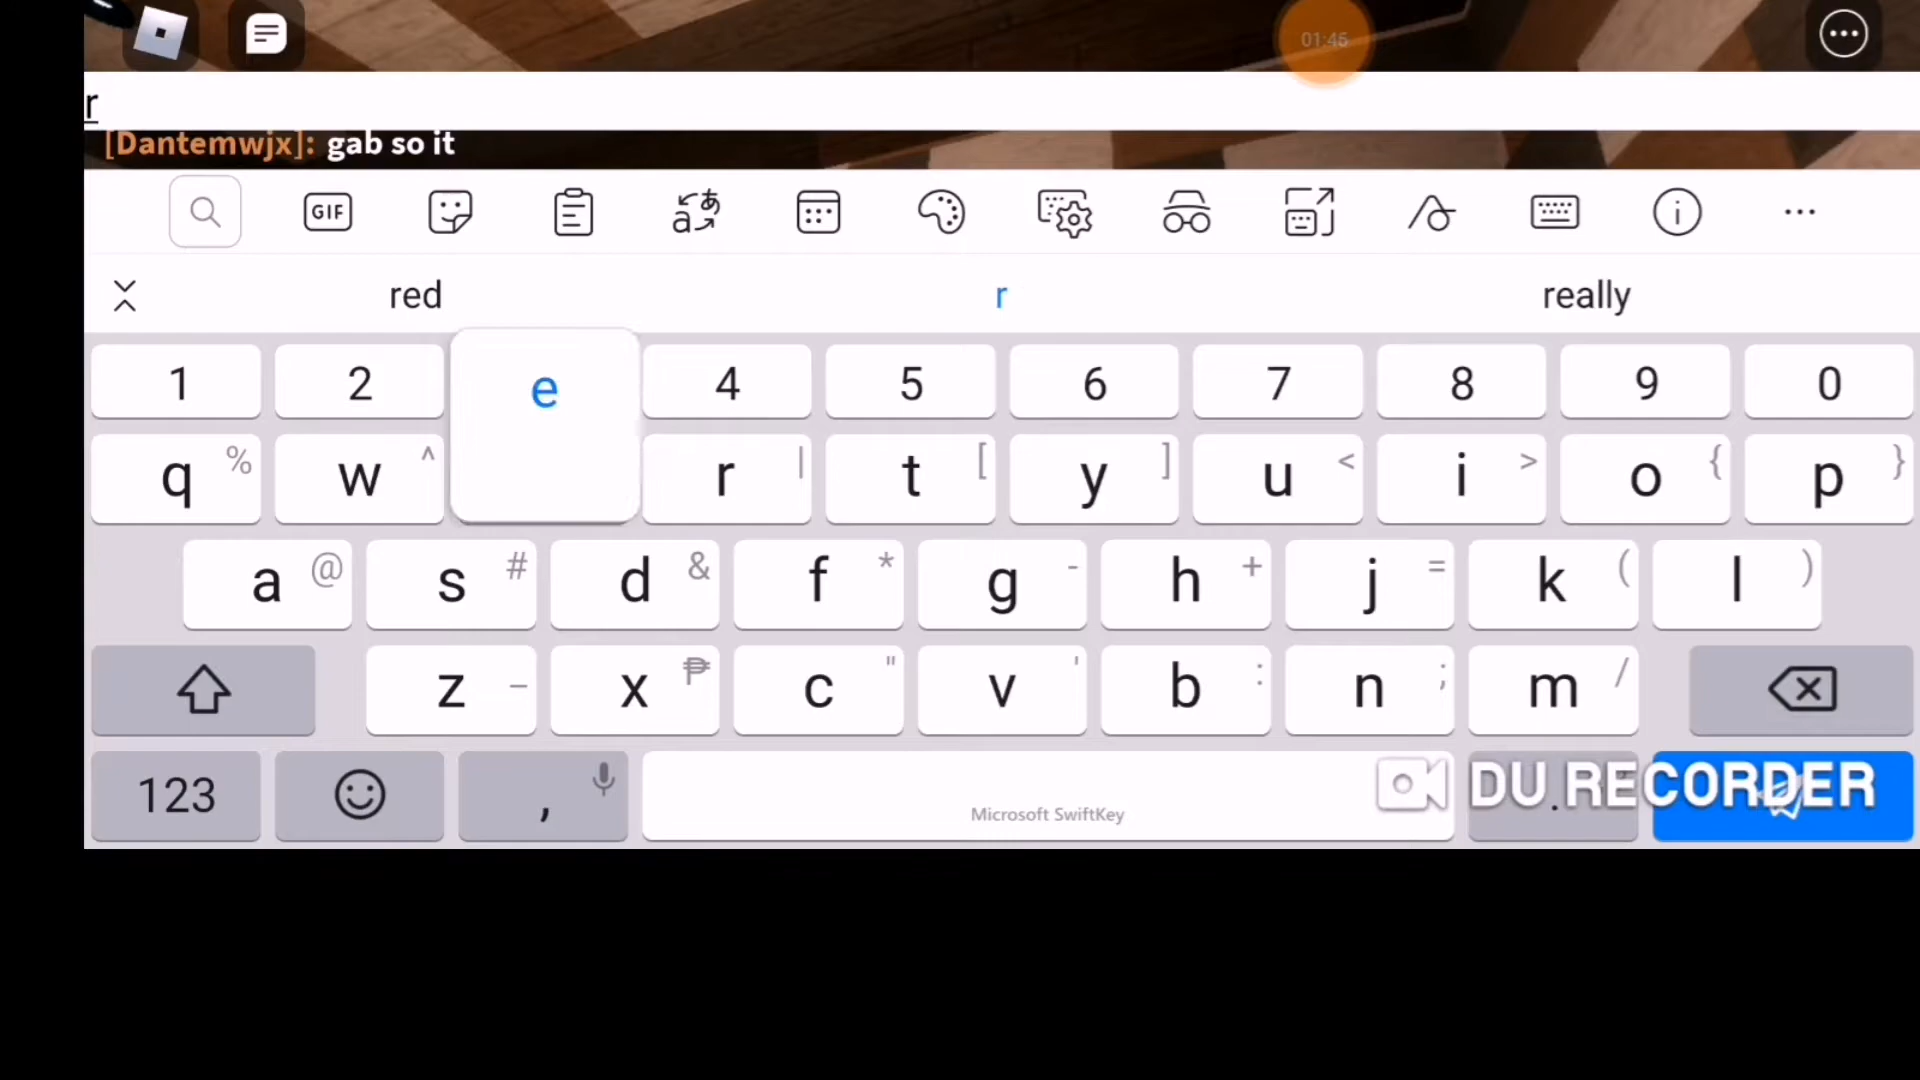 01:45
r
[Dantemwjx]: gab so it
GIF
red r really
1 2 e 4 5 6 7 8 9 0
q % w ^ r | t [ y ] u < i > o { p }
a @ s # d & f * g - h + j = k ( l )
z _ x ₱ c " v ' b : n ; m /
123 , Microsoft SwiftKey .
DU RECORDER